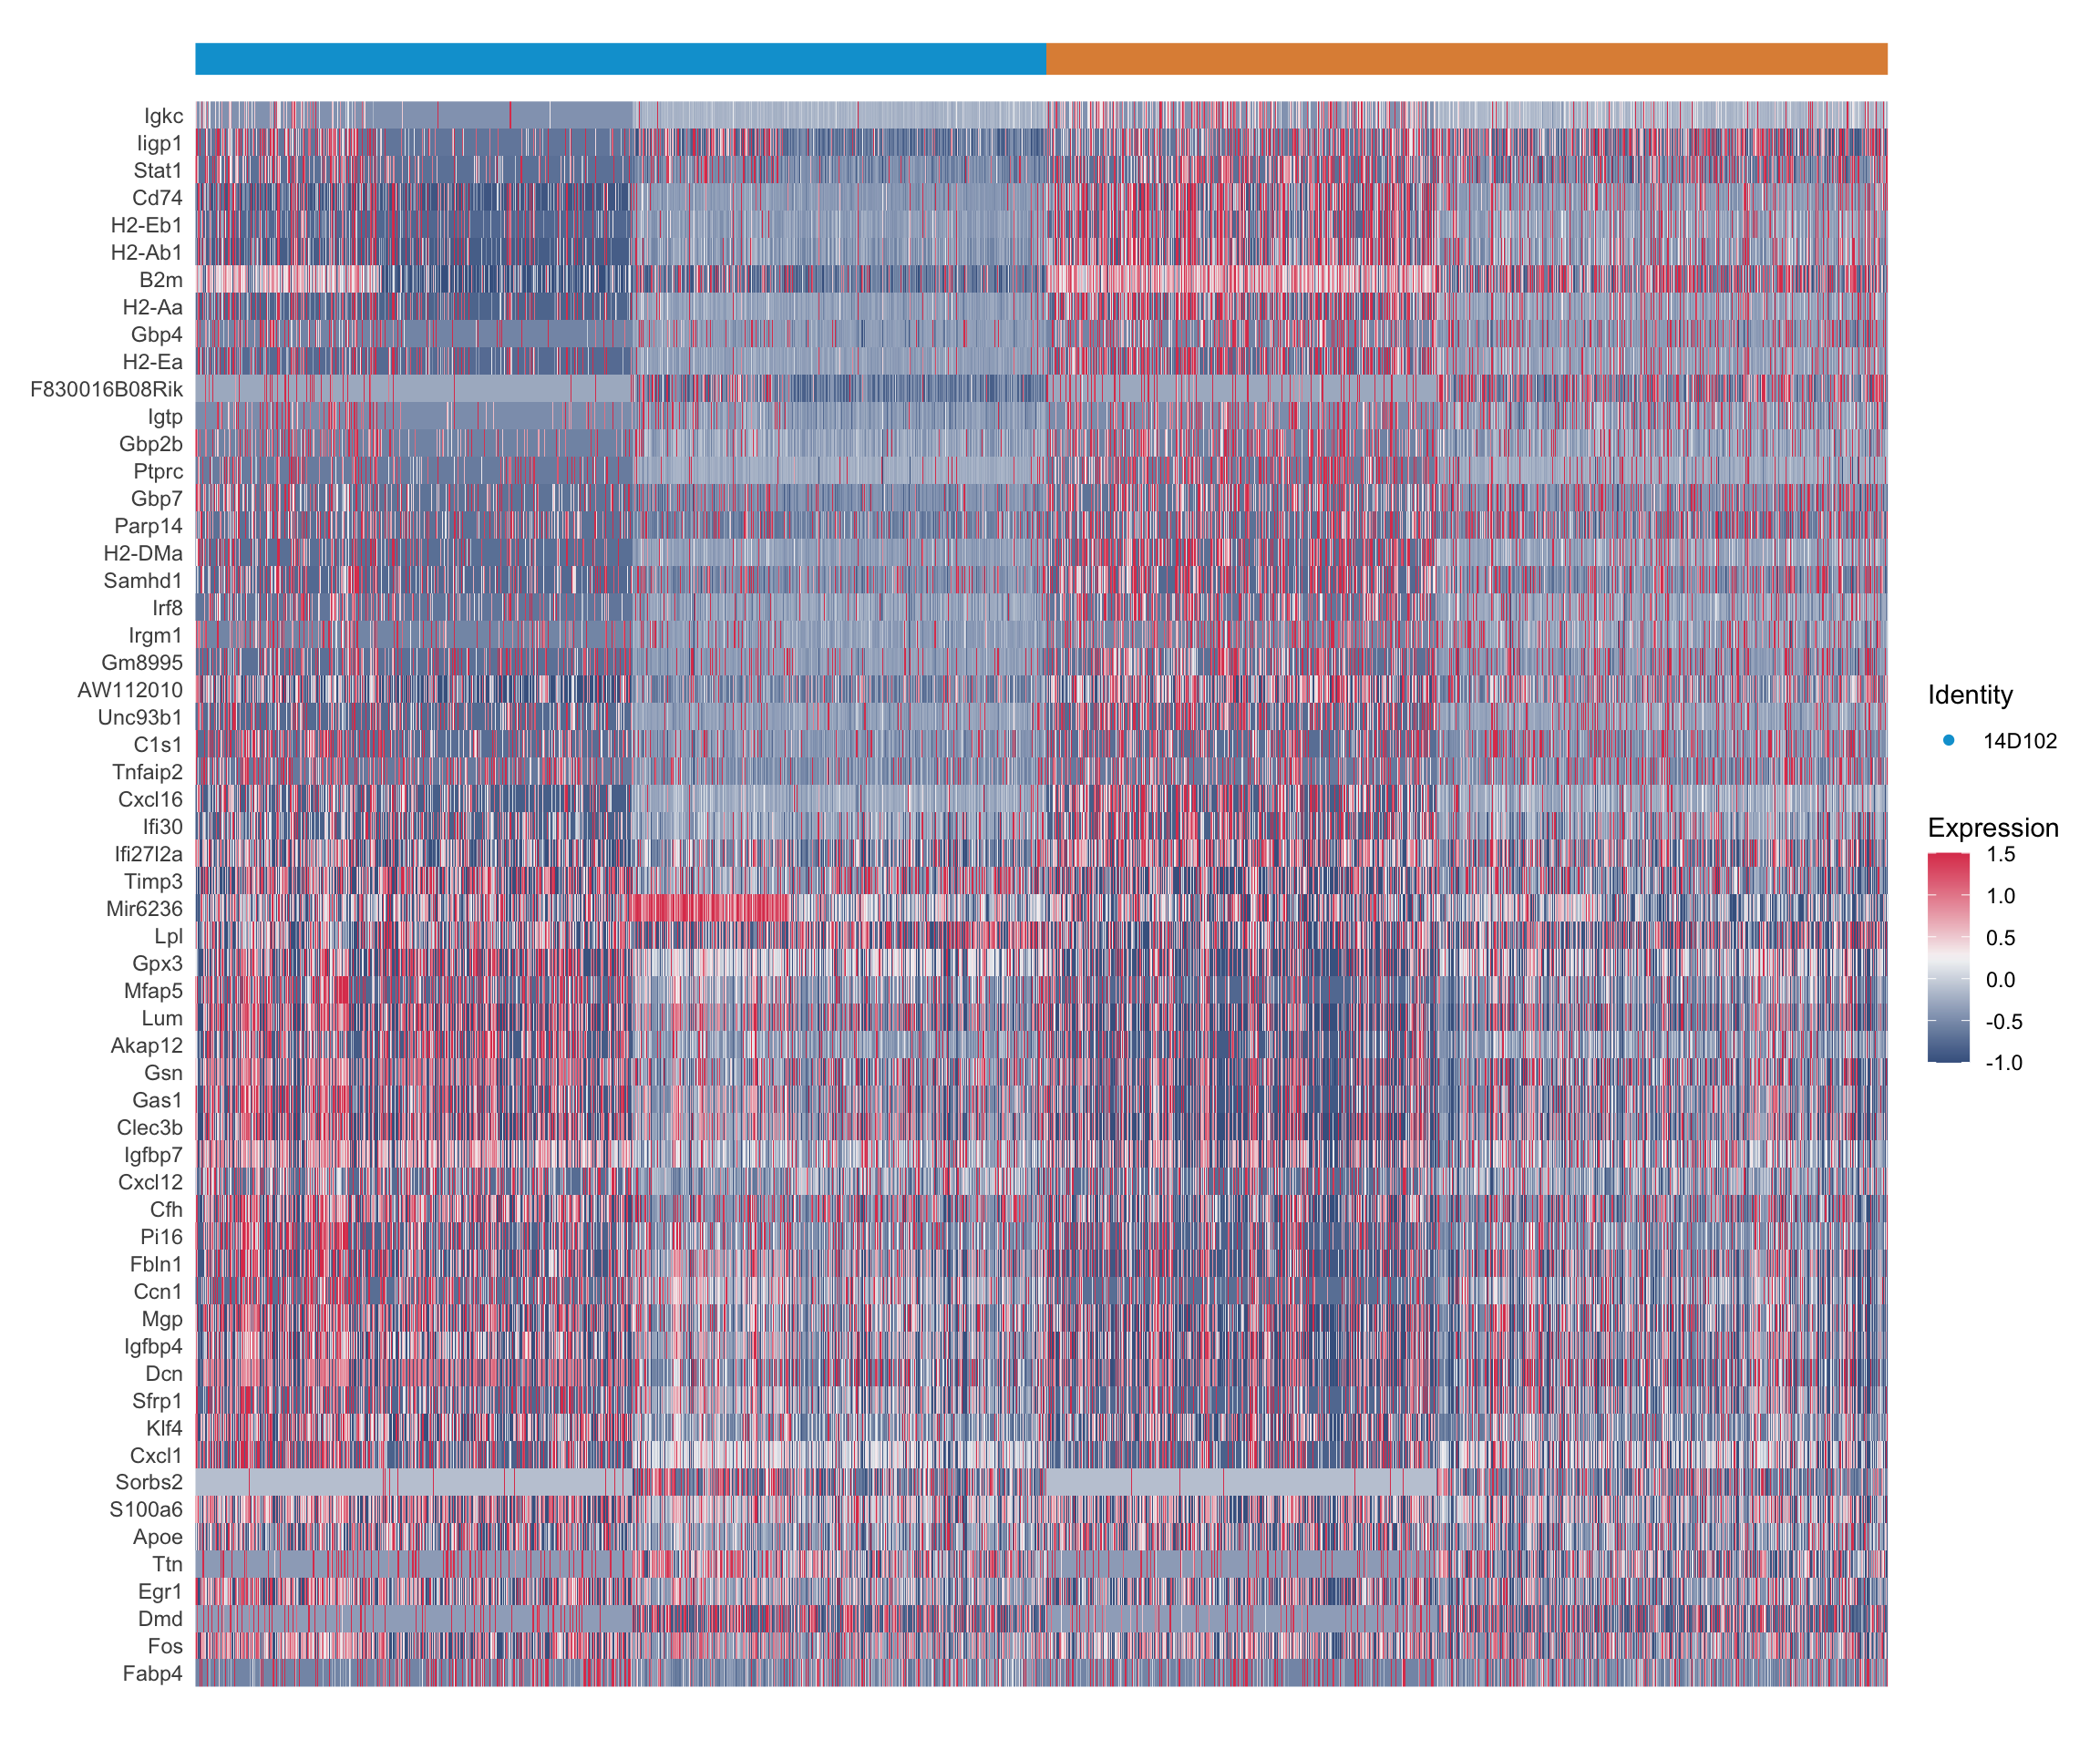 Igkc
Iigp1
Stat1
Cd74
H2-Eb1
H2-Ab1
B2m
H2-Aa
Gbp4
H2-Ea
F830016B08Rik
Igtp
Gbp2b
Ptprc
Gbp7
Parp14
H2-DMa
Samhd1
Irf8
Irgm1
Gm8995
AW112010
Unc93b1
C1s1
Tnfaip2
Cxcl16
Ifi30
Ifi27l2a
Timp3
Mir6236
Lpl
Gpx3
Mfap5
Lum
Akap12
Gsn
Gas1
Clec3b
Igfbp7
Cxcl12
Cfh
Pi16
Fbln1
Ccn1
Mgp
Igfbp4
Dcn
Sfrp1
Klf4
Cxcl1
Sorbs2
S100a6
Apoe
Ttn
Egr1
Dmd
Fos
Fabp4
Identity
14D102
Expression
1.5
1.0
0.5
0.0
-0.5
-1.0